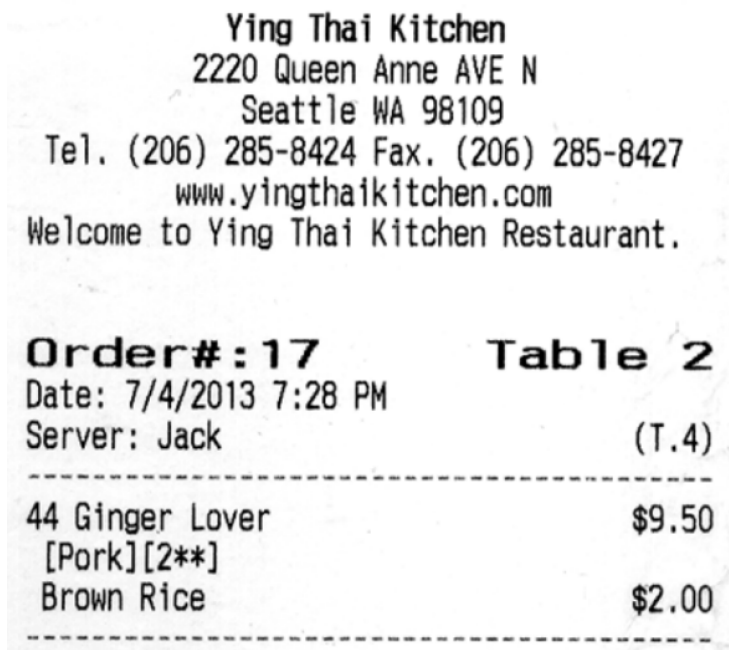 Ying Thai Kitchen
2220 Queen Anne AVE N
Seattle WA 98109
Tel. (206) 285-8424 Fax. (206) 285-8427
www.yingthaikitchen.com
Welcome to Ying Thai Kitchen Restaurant.
Order#:17 Table 2
Date: 7/4/2013 7:28 PM
Server: Jack (T.4)
44 Ginger Lover $9.50
[Pork][2**]
Brown Rice $2.00